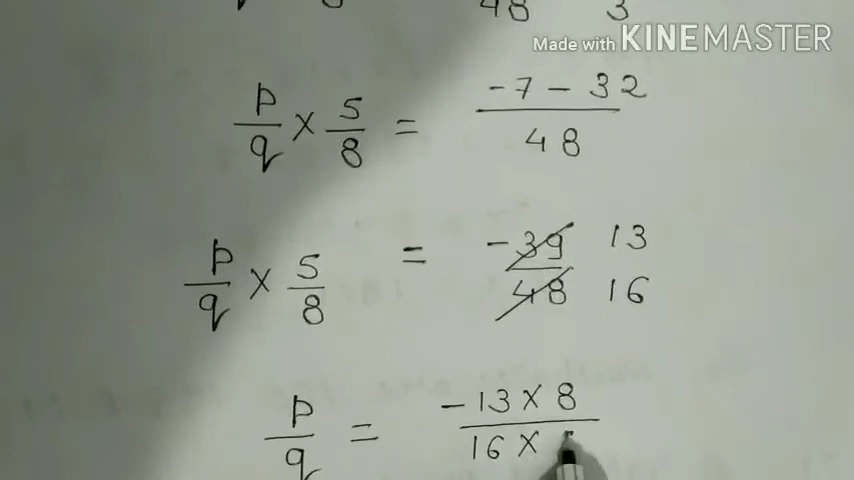 48 3
Made with KINEMASTER
p/q × 5/8 = -7 - 32/48
p/q × 5/8 = -39/48 13/16
p/q = -13 × 8/16 ×